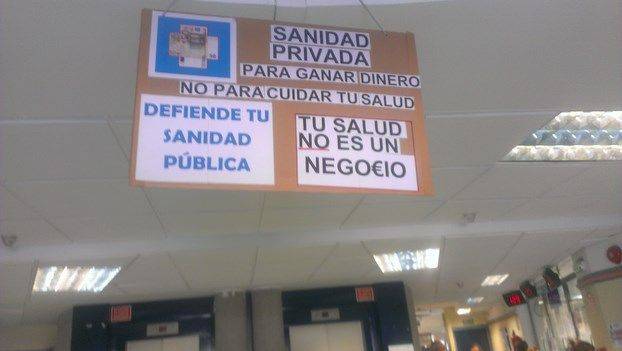 SANIDAD
PRIVADA
PARA GANAR DINERO
NO PARA CUIDAR TU SALUD
DEFIENDE TU
SANIDAD
PÚBLICA
TU SALUD
NO ES UN
NEGO€IO